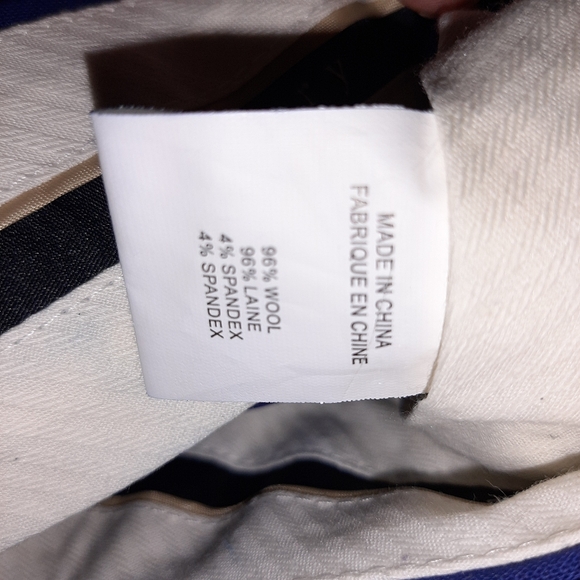 MADE IN CHINA
FABRIQUE EN CHINE
96% WOOL
96% LAINE
4% SPANDEX
4% SPANDEX